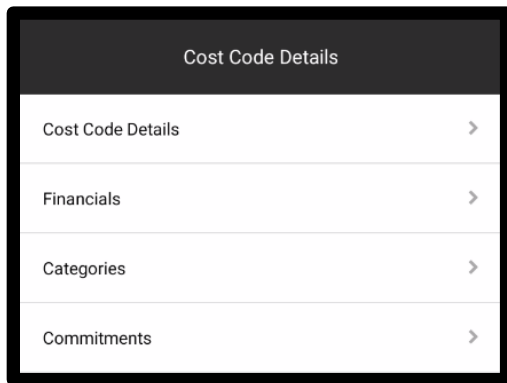 Cost Code Details
Cost Code Details
Financials
Categories
Commitments